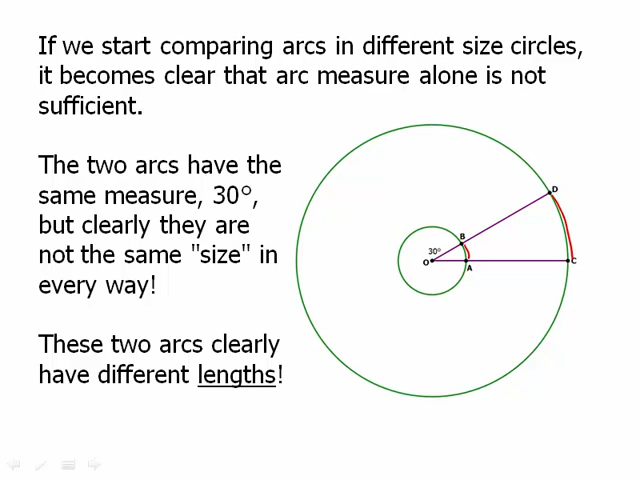 If we start comparing arcs in different size circles,
it becomes clear that arc measure alone is not
sufficient.
The two arcs have the
same measure, 30°,
but clearly they are
not the same "size" in
every way!
These two arcs clearly
have different lengths!
D
B
30°
O
A
C